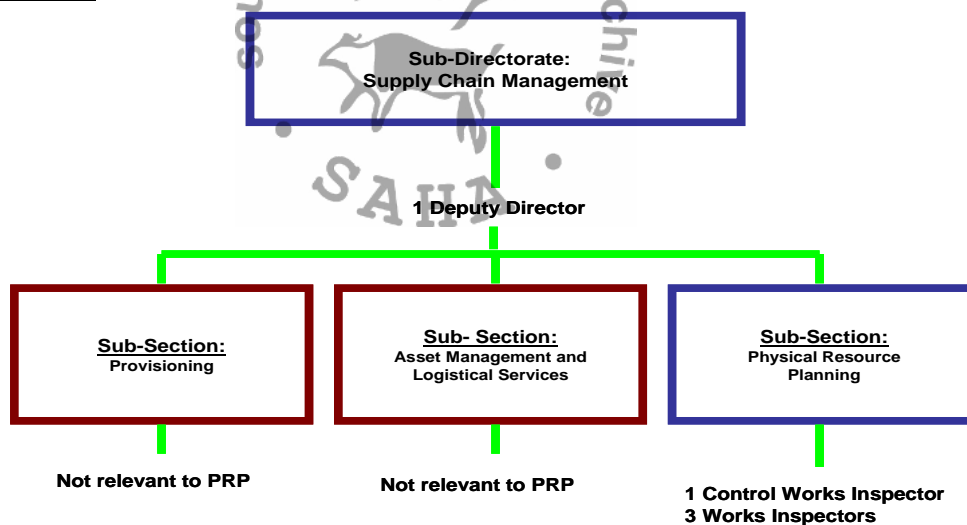 Sub-Directorate:
Supply Chain Management
SAHA
1 Deputy Director
Sub-Section:
Provisioning
Sub- Section:
Asset Management and
Logistical Services
Sub-Section:
Physical Resource
Planning
Not relevant to PRP
Not relevant to PRP
1 Control Works Inspector
3 Works Inspectors